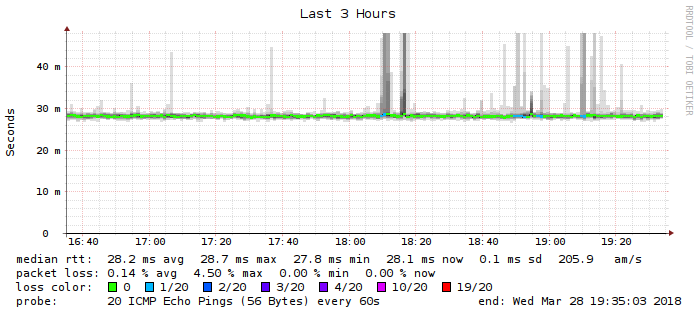 Last 3 Hours
RRDTOOL / TOBI OETIKER
Seconds
40 m
30 m
20 m
10 m
0
16:40 17:00 17:20 17:40 18:00 18:20 18:40 19:00 19:20
median rtt: 28.2 ms avg 28.7 ms max 27.8 ms min 28.1 ms now 0.1 ms sd 205.9 am/s
packet loss: 0.14 % avg 4.50 % max 0.00 % min 0.00 % now
loss color: 0 1/20 2/20 3/20 4/20 10/20 19/20
probe: 20 ICMP Echo Pings (56 Bytes) every 60s end: Wed Mar 28 19:35:03 2018